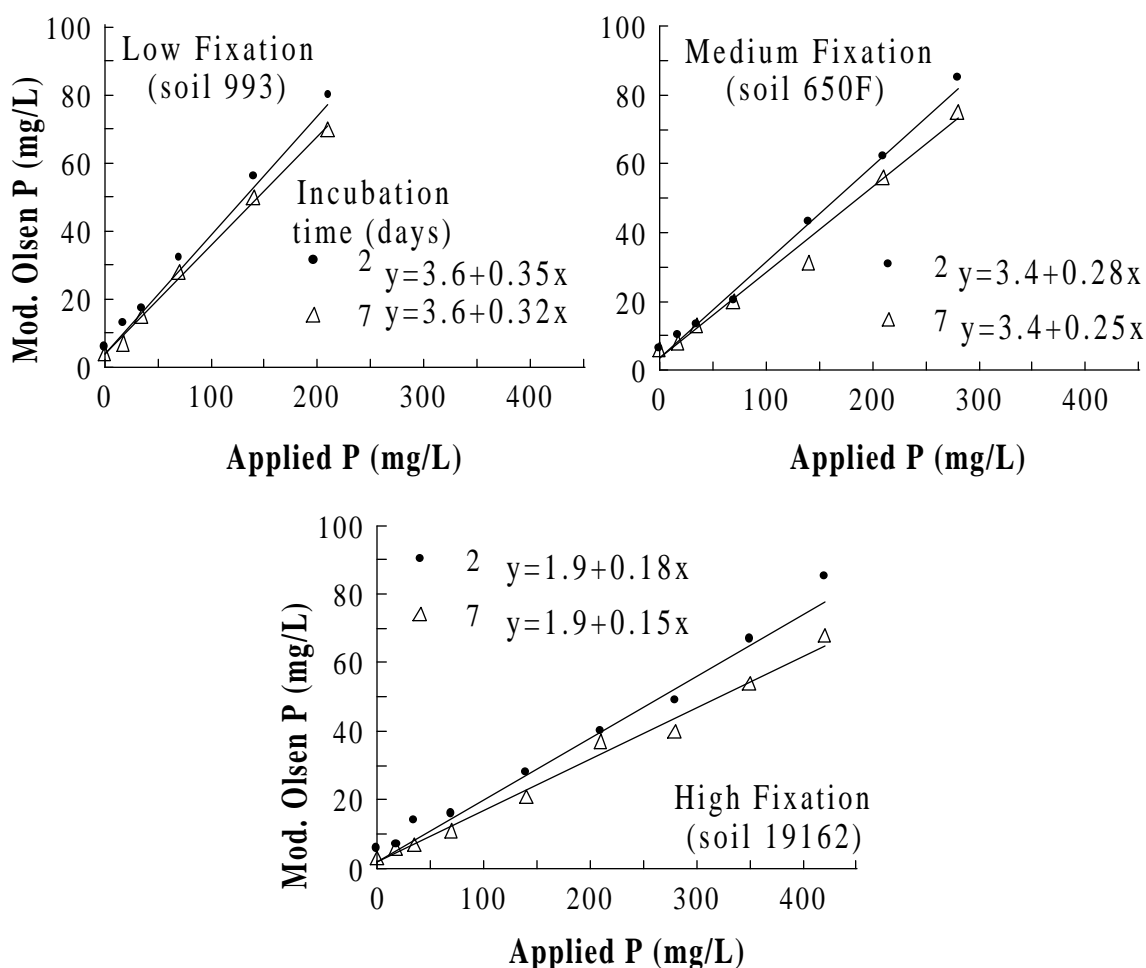 Low Fixation
(soil 993)
Mod. Olsen P (mg/L)
100
80
60
40
20
0
Incubation
time (days)
2 y=3.6+0.35x
7 y=3.6+0.32x
0 100 200 300 400
Applied P (mg/L)
Medium Fixation
(soil 650F)
100
80
60
40
20
0
2 y=3.4+0.28x
7 y=3.4+0.25x
0 100 200 300 400
Applied P (mg/L)
Mod. Olsen P (mg/L)
100
80
60
40
20
0
2 y=1.9+0.18x
7 y=1.9+0.15x
High Fixation
(soil 19162)
0 100 200 300 400
Applied P (mg/L)